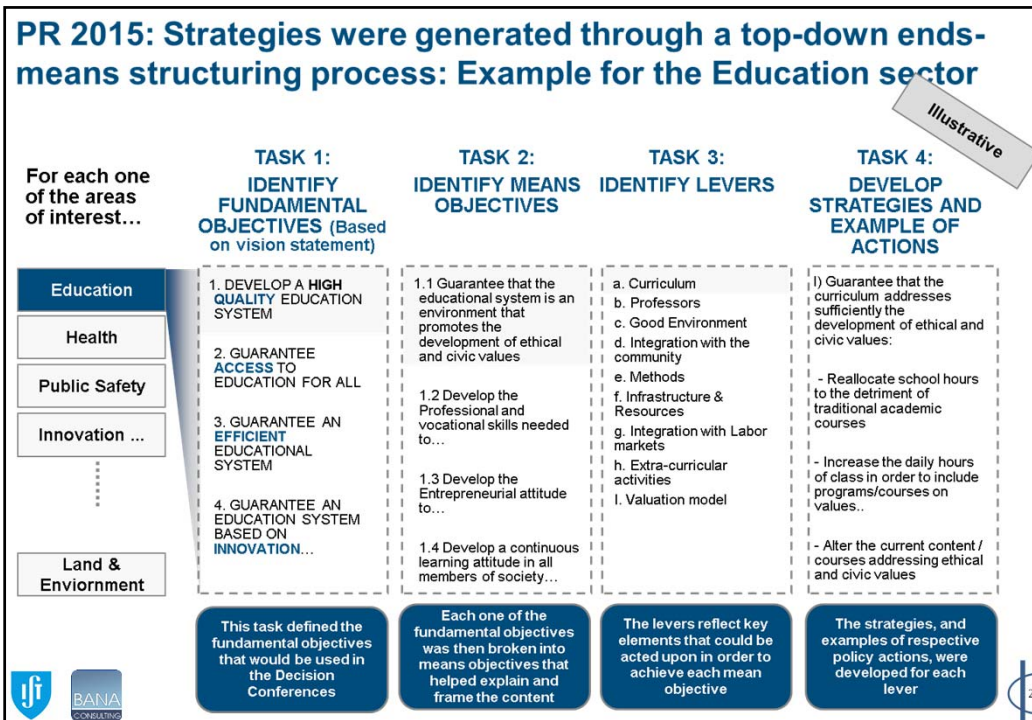 PR 2015: Strategies were generated through a top-down ends-
means structuring process: Example for the Education sector
Illustrative
For each one
of the areas
of interest…
Education
Health
Public Safety
Innovation ...
Land &
Enviornment
TASK 1:
IDENTIFY
FUNDAMENTAL
OBJECTIVES (Based
on vision statement)
1. DEVELOP A HIGH
QUALITY EDUCATION
SYSTEM
2. GUARANTEE
ACCESS TO
EDUCATION FOR ALL
3. GUARANTEE AN
EFFICIENT
EDUCATIONAL
SYSTEM
4. GUARANTEE AN
EDUCATION SYSTEM
BASED ON
INNOVATION…
This task defined the
fundamental objectives
that would be used in
the Decision
Conferences
TASK 2:
IDENTIFY MEANS
OBJECTIVES
1.1 Guarantee that the
educational system is an
environment that
promotes the
development of ethical
and civic values
1.2 Develop the
Professional and
vocational skills needed
to…
1.3 Develop the
Entrepreneurial attitude
to…
1.4 Develop a continuous
learning attitude in all
members of society…
Each one of the
fundamental objectives
was then broken into
means objectives that
helped explain and
frame the content
TASK 3:
IDENTIFY LEVERS
a. Curriculum
b. Professors
c. Good Environment
d. Integration with the
community
e. Methods
f. Infrastructure &
Resources
g. Integration with Labor
markets
h. Extra-curricular
activities
I. Valuation model
The levers reflect key
elements that could be
acted upon in order to
achieve each mean
objective
TASK 4:
DEVELOP
STRATEGIES AND
EXAMPLE OF
ACTIONS
I) Guarantee that the
curriculum addresses
sufficiently the
development of ethical and
civic values:
- Reallocate school hours
to the detriment of
traditional academic
courses
- Increase the daily hours
of class in order to include
programs/courses on
values..
- Alter the current content /
courses addressing ethical
and civic values
The strategies, and
examples of respective
policy actions, were
developed for each
lever
BANA
CONSULTING
2